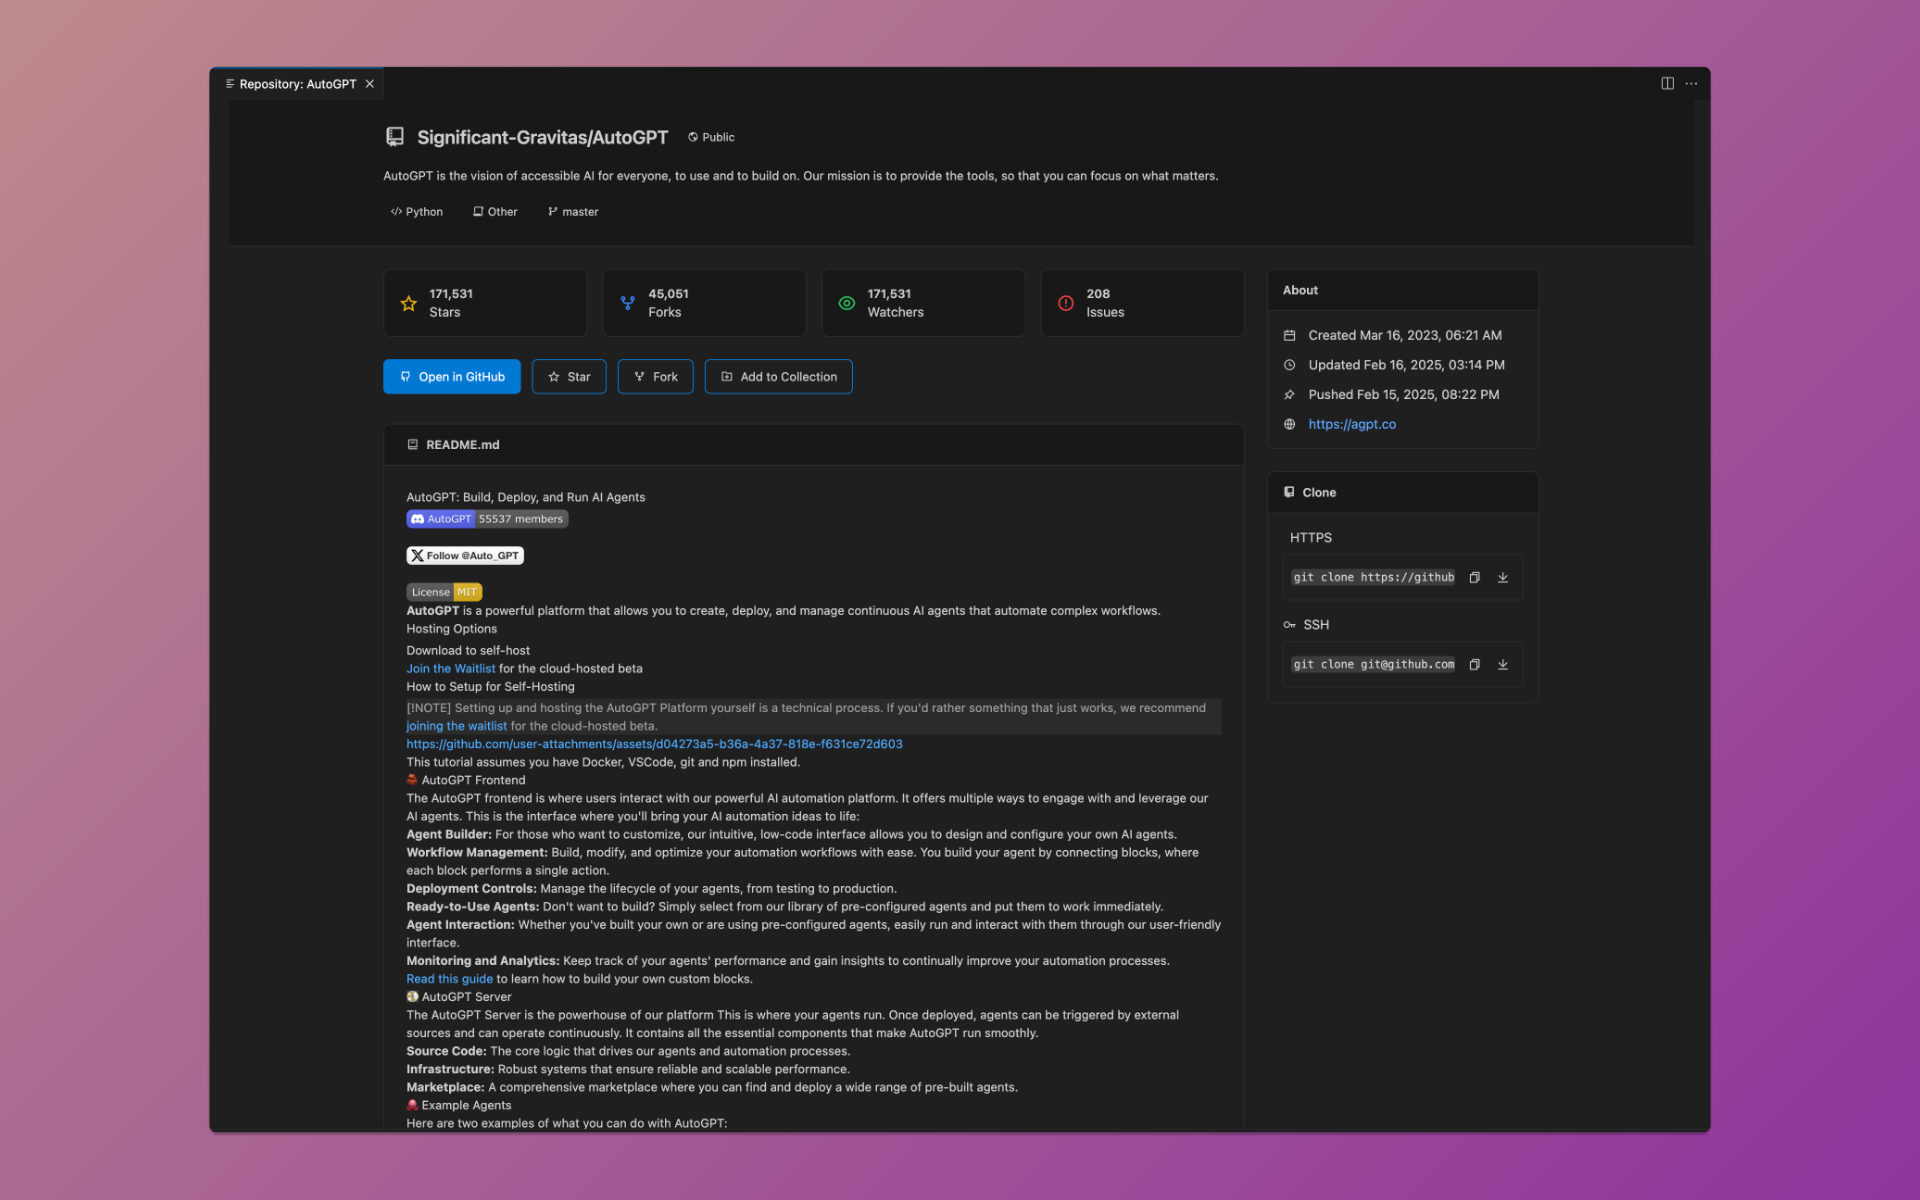 Repository: AutoGPT
Significant-Gravitas/AutoGPT Public
AutoGPT is the vision of accessible AI for everyone, to use and to build on. Our mission is to provide the tools, so that you can focus on what matters.
Python Other master
171,531
Stars
45,051
Forks
171,531
Watchers
208
Issues
Open in GitHub Star Fork Add to Collection
README.md
AutoGPT: Build, Deploy, and Run AI Agents
AutoGPT 55537 members
Follow @Auto_GPT
License MIT
AutoGPT is a powerful platform that allows you to create, deploy, and manage continuous AI agents that automate complex workflows.
Hosting Options
Download to self-host
Join the Waitlist for the cloud-hosted beta
How to Setup for Self-Hosting
[!NOTE] Setting up and hosting the AutoGPT Platform yourself is a technical process. If you'd rather something that just works, we recommend
joining the waitlist for the cloud-hosted beta.
https://github.com/user-attachments/assets/d04273a5-b36a-4a37-818e-f631ce72d603
This tutorial assumes you have Docker, VSCode, git and npm installed.
AutoGPT Frontend
The AutoGPT frontend is where users interact with our powerful AI automation platform. It offers multiple ways to engage with and leverage our
AI agents. This is the interface where you'll bring your AI automation ideas to life:
Agent Builder: For those who want to customize, our intuitive, low-code interface allows you to design and configure your own AI agents.
Workflow Management: Build, modify, and optimize your automation workflows with ease. You build your agent by connecting blocks, where
each block performs a single action.
Deployment Controls: Manage the lifecycle of your agents, from testing to production.
Ready-to-Use Agents: Don't want to build? Simply select from our library of pre-configured agents and put them to work immediately.
Agent Interaction: Whether you've built your own or are using pre-configured agents, easily run and interact with them through our user-friendly
interface.
Monitoring and Analytics: Keep track of your agents' performance and gain insights to continually improve your automation processes.
Read this guide to learn how to build your own custom blocks.
AutoGPT Server
The AutoGPT Server is the powerhouse of our platform This is where your agents run. Once deployed, agents can be triggered by external
sources and can operate continuously. It contains all the essential components that make AutoGPT run smoothly.
Source Code: The core logic that drives our agents and automation processes.
Infrastructure: Robust systems that ensure reliable and scalable performance.
Marketplace: A comprehensive marketplace where you can find and deploy a wide range of pre-built agents.
Example Agents
Here are two examples of what you can do with AutoGPT:
About
Created Mar 16, 2023, 06:21 AM
Updated Feb 16, 2025, 03:14 PM
Pushed Feb 15, 2025, 08:22 PM
https://agpt.co
Clone
HTTPS
git clone https://github
SSH
git clone git@github.com